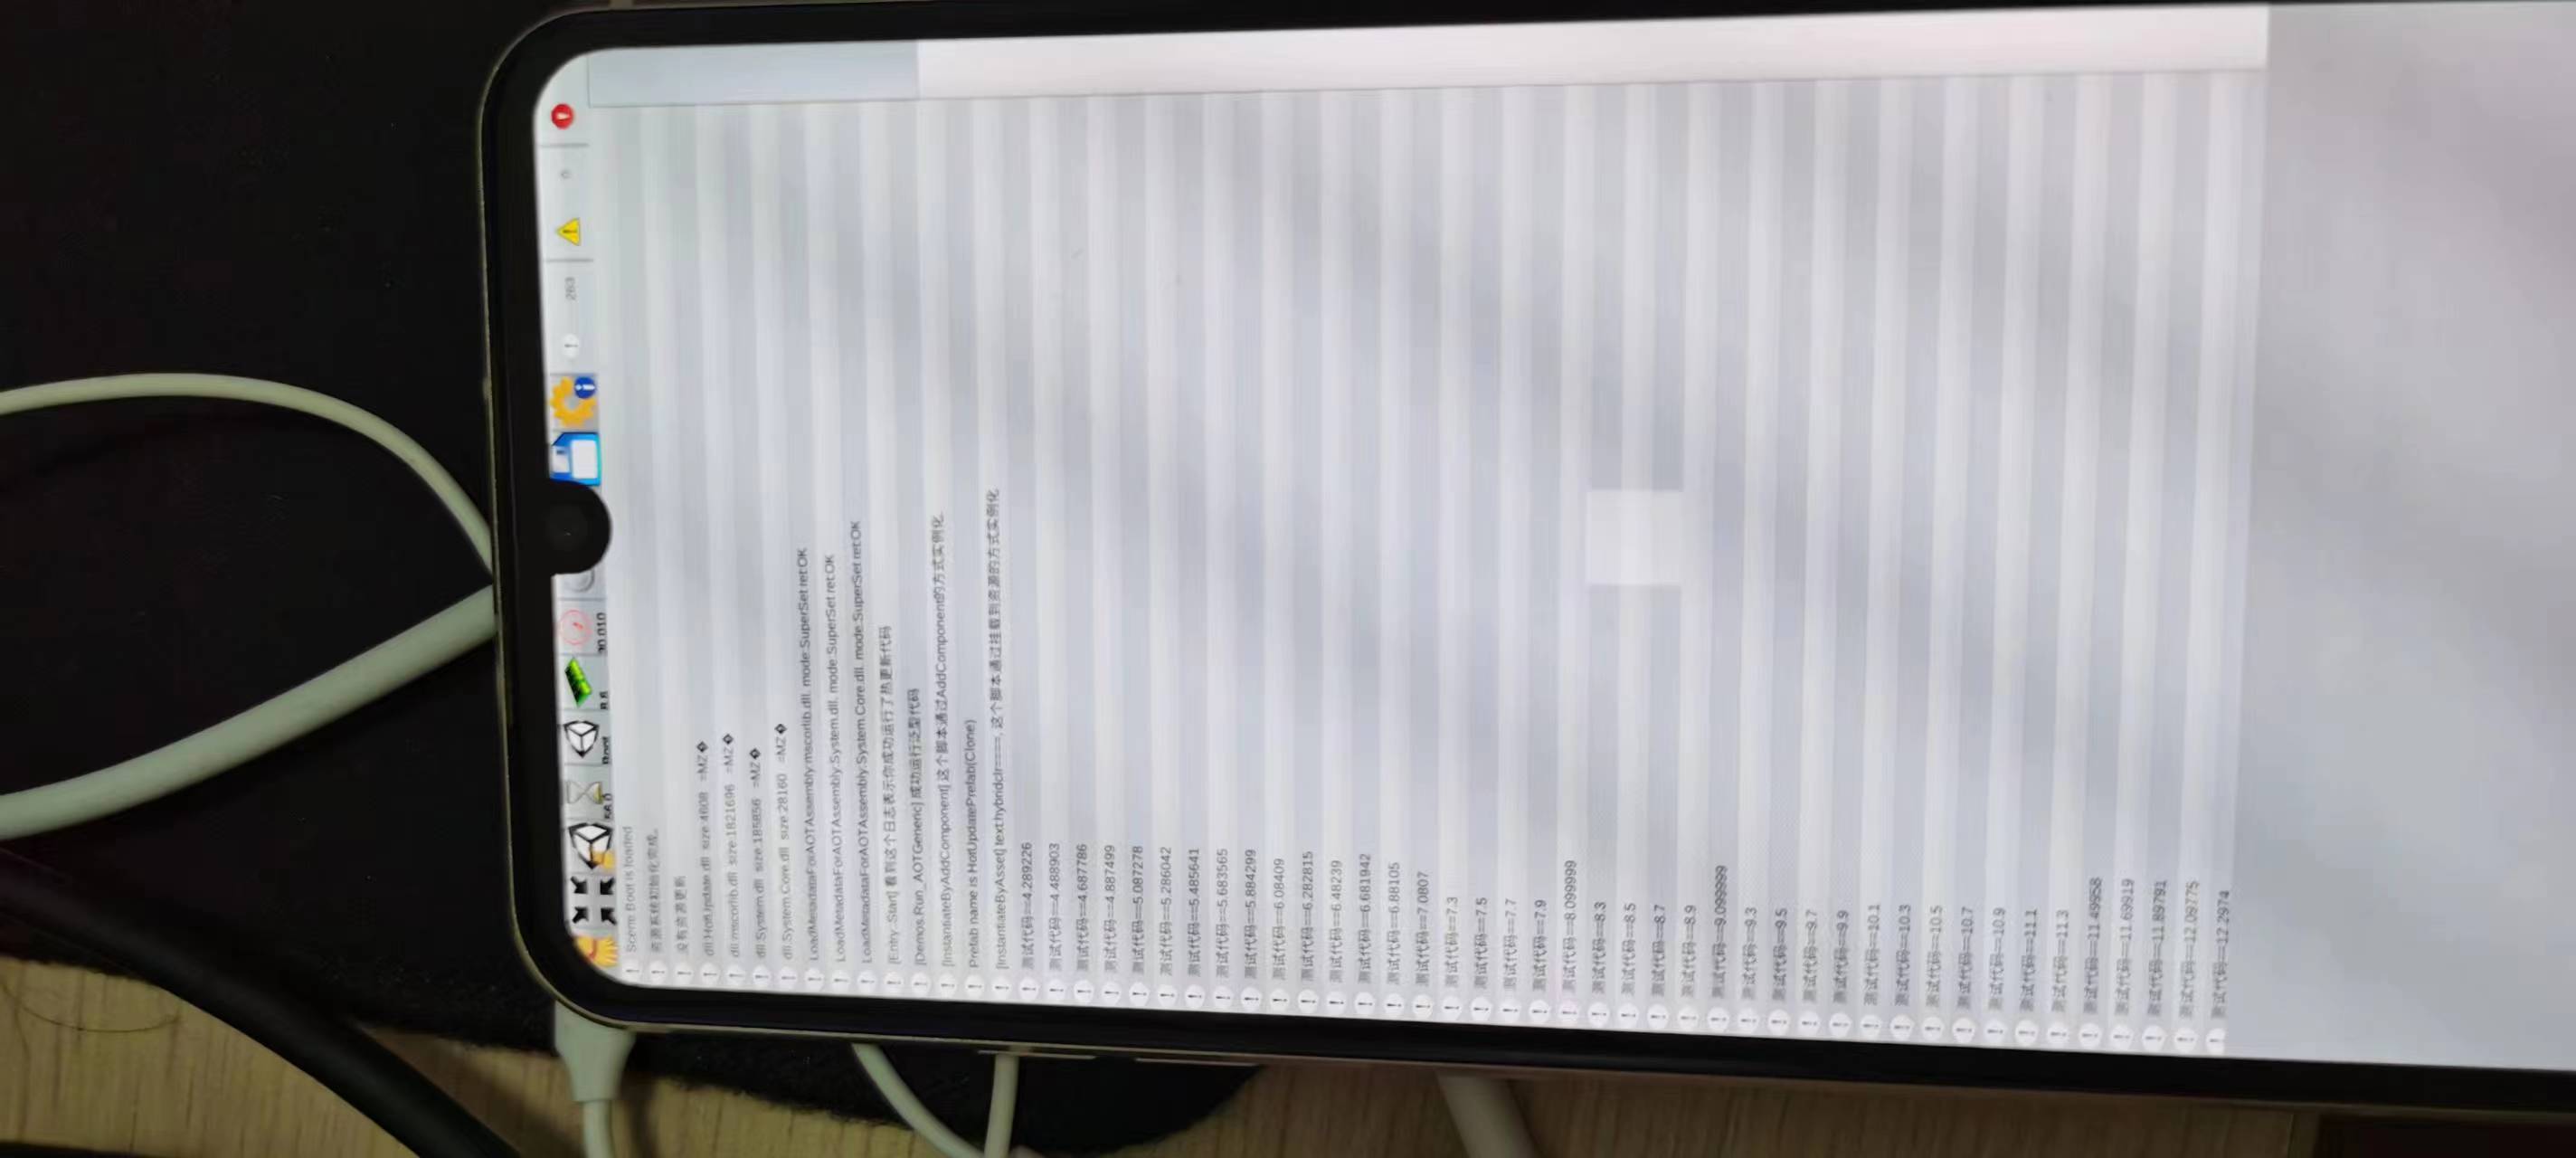 263
30.010
8.6
Boot
Scene Boot is loaded
资源系统初始化完成。
没有资源更新
dll:HotUpdate.dll size:4608 =MZ�
dll:mscorlib.dll size:1821696 =MZ�
dll:System.dll size:185856 =MZ�
dll:System.Core.dll size:28160 =MZ�
LoadMetadataForAOTAssembly:mscorlib.dll. mode:SuperSet ret:OK
LoadMetadataForAOTAssembly:System.dll. mode:SuperSet ret:OK
LoadMetadataForAOTAssembly:System.Core.dll. mode:SuperSet ret:OK
[Entry::Start] 看到这个日志表示你成功运行了热更新代码
[Demos.Run_AOTGeneric] 成功运行泛型代码
[InstantiateByAddComponent] 这个脚本通过AddComponent的方式实例化.
Prefab name is HotUpdatePrefab(Clone)
[InstantiateByAsset] text:hybridclr====, 这个脚本通过挂载到资源的方式实例化
测试代码==4.289226
测试代码==4.488903
测试代码==4.687786
测试代码==4.887499
测试代码==5.087278
测试代码==5.286042
测试代码==5.485641
测试代码==5.683565
测试代码==5.884299
测试代码==6.08409
测试代码==6.282815
测试代码==6.48239
测试代码==6.681942
测试代码==6.88105
测试代码==7.0807
测试代码==7.3
测试代码==7.5
测试代码==7.7
测试代码==7.9
测试代码==8.099999
测试代码==8.3
测试代码==8.5
测试代码==8.7
测试代码==8.9
测试代码==9.099999
测试代码==9.3
测试代码==9.5
测试代码==9.7
测试代码==9.9
测试代码==10.1
测试代码==10.3
测试代码==10.5
测试代码==10.7
测试代码==10.9
测试代码==11.1
测试代码==11.3
测试代码==11.49958
测试代码==11.69919
测试代码==11.89791
测试代码==12.09775
测试代码==12.2974